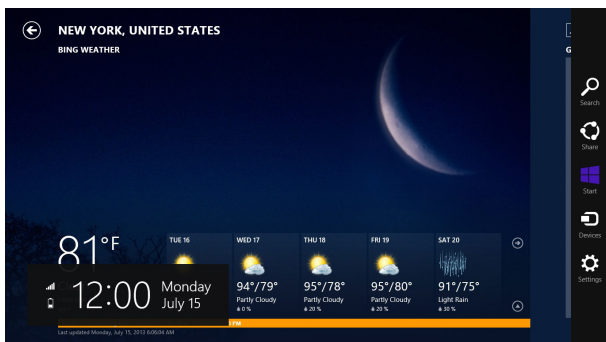 NEW YORK, UNITED STATES
BING WEATHER
81°F
TUE 16
WED 17
94°/79°
Partly Cloudy
0 %
THU 18
95°/78°
Partly Cloudy
20 %
FRI 19
95°/80°
Partly Cloudy
20 %
SAT 20
91°/75°
Light Rain
30 %
12:00
Monday
July 15
PM
Last updated Monday, July 15, 2013 6:06:04 AM
G
Search
Share
Start
Devices
Settings